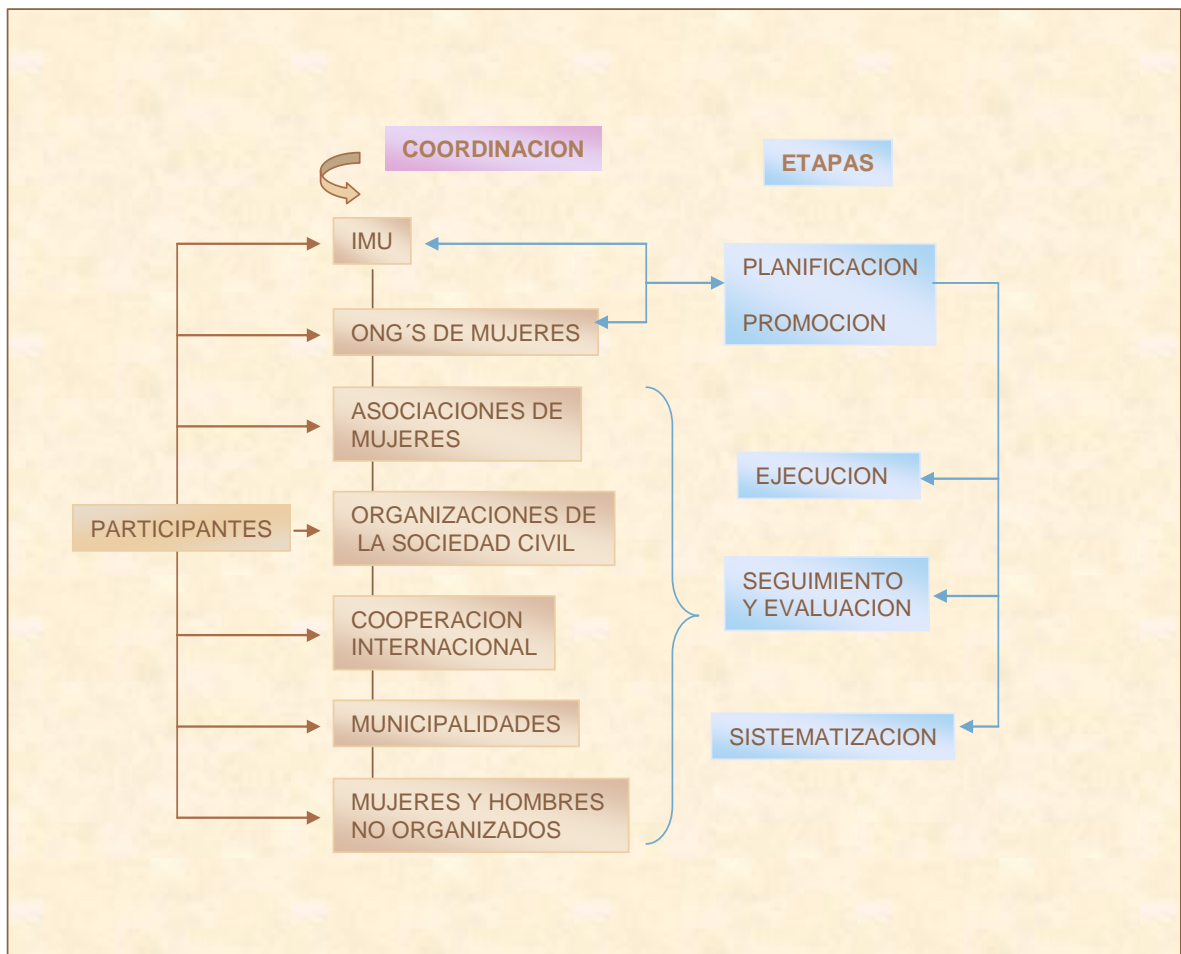 COORDINACION
ETAPAS
IMU
ONG´S DE MUJERES
ASOCIACIONES DE
MUJERES
PARTICIPANTES
ORGANIZACIONES DE
LA SOCIEDAD CIVIL
COOPERACION
INTERNACIONAL
MUNICIPALIDADES
MUJERES Y HOMBRES
NO ORGANIZADOS
PLANIFICACION
PROMOCION
EJECUCION
SEGUIMIENTO
Y EVALUACION
SISTEMATIZACION